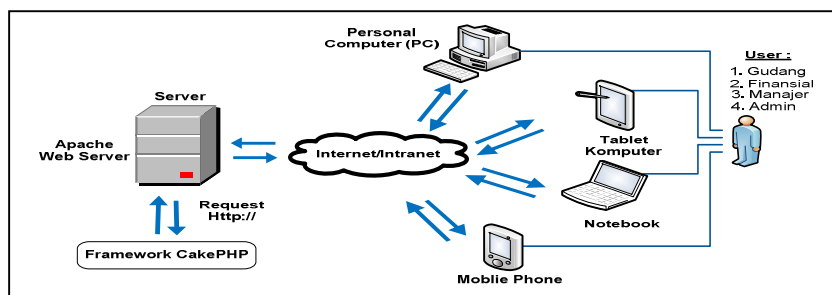 Personal
Computer (PC)
User :
1. Gudang
2. Finansial
3. Manajer
4. Admin
Server
Apache
Web Server
Internet/Intranet
Tablet
Komputer
Request
Http://
Notebook
Framework CakePHP
Moblie Phone